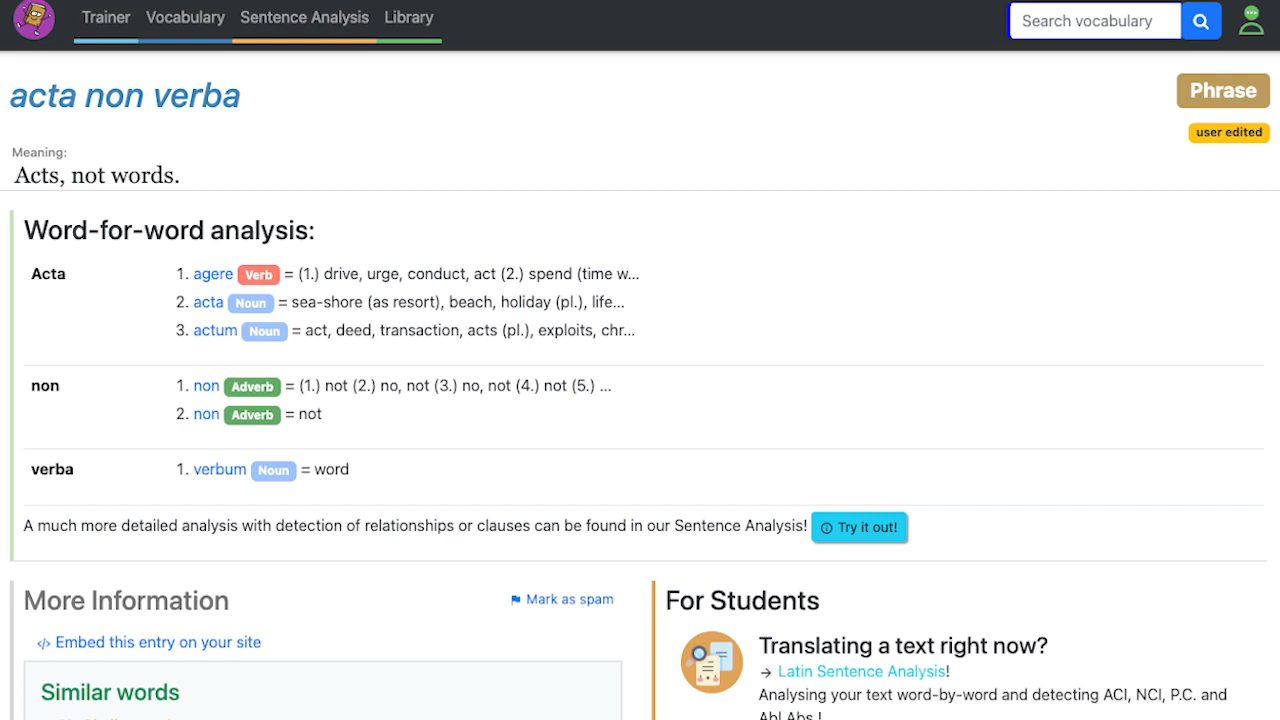 Trainer Vocabulary Sentence Analysis Library Search vocabulary
acta non verba Phrase
user edited
Meaning:
Acts, not words.
Word-for-word analysis:
Acta 1. agere Verb = (1.) drive, urge, conduct, act (2.) spend (time w...
2. acta Noun = sea-shore (as resort), beach, holiday (pl.), life...
3. actum Noun = act, deed, transaction, acts (pl.), exploits, chr...
non 1. non Adverb = (1.) not (2.) no, not (3.) no, not (4.) not (5.) ...
2. non Adverb = not
verba 1. verbum Noun = word
A much more detailed analysis with detection of relationships or clauses can be found in our Sentence Analysis! Try it out!
More Information Mark as spam
</> Embed this entry on your site
Similar words
For Students
Translating a text right now?
→ Latin Sentence Analysis!
Analysing your text word-by-word and detecting ACI, NCI, P.C. and
Abl.Abs.!